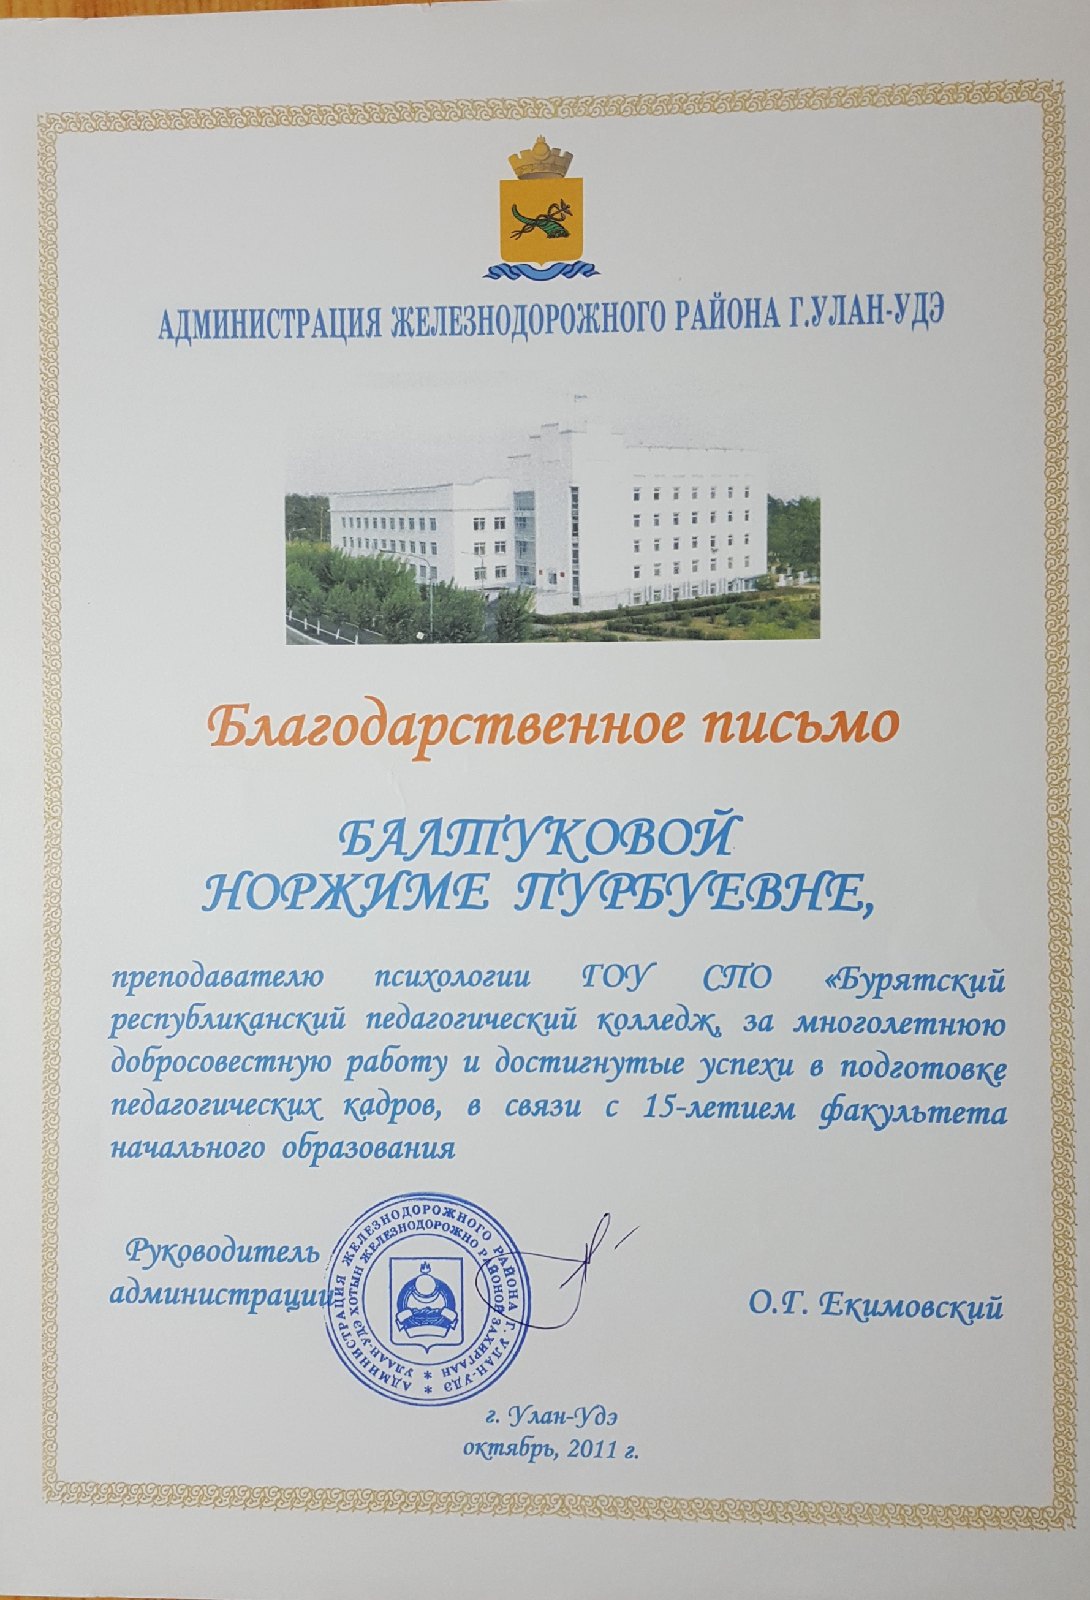 АДМИНИСТРАЦИЯ ЖЕЛЕЗНОДОРОЖНОГО РАЙОНА Г.УЛАН-УДЭ
Благодарственное письмо
БАЛТУКОВОЙ
НОРЖИМЕ ПУРБУЕВНЕ,
преподавателю психологии ГОУ СПО «Бурятский
республиканский педагогический колледж, за многолетнюю
добросовестную работу и достигнутые успехи в подготовке
педагогических кадров, в связи с 15-летием факультета
начального образования
Руководитель
администрации
О.Г. Екимовский
АДМИНИСТРАЦИЯ ЖЕЛЕЗНОДОРОЖНОГО РАЙОНА Г. УЛАН-УДЭ *
УЛААН-УДЭ ХОТЫН ЖЕЛЕЗНОДОРОЖНО РАЙОНОЙ ЗАХИРГААН *
г. Улан-Удэ
октябрь, 2011 г.